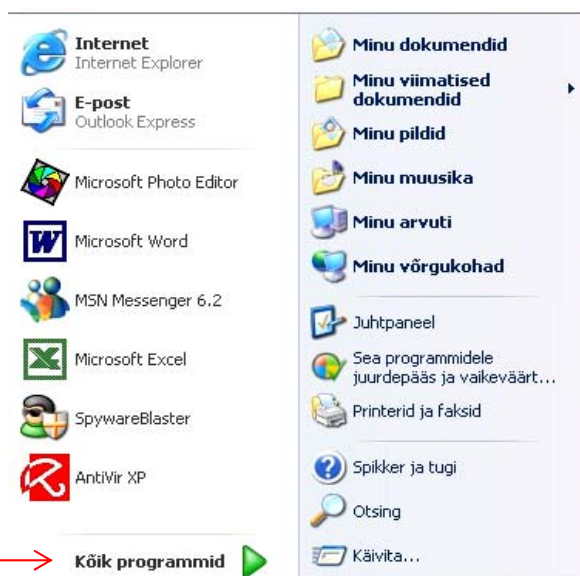 Internet
Internet Explorer
E-post
Outlook Express
Microsoft Photo Editor
Microsoft Word
MSN Messenger 6.2
Microsoft Excel
SpywareBlaster
AntiVir XP
Kõik programmid
Minu dokumendid
Minu viimatised
dokumendid
Minu pildid
Minu muusika
Minu arvuti
Minu võrgukohad
Juhtpaneel
Sea programmidele
juurdepääs ja vaikeväärt...
Printerid ja faksid
Spikker ja tugi
Otsing
Käivita...